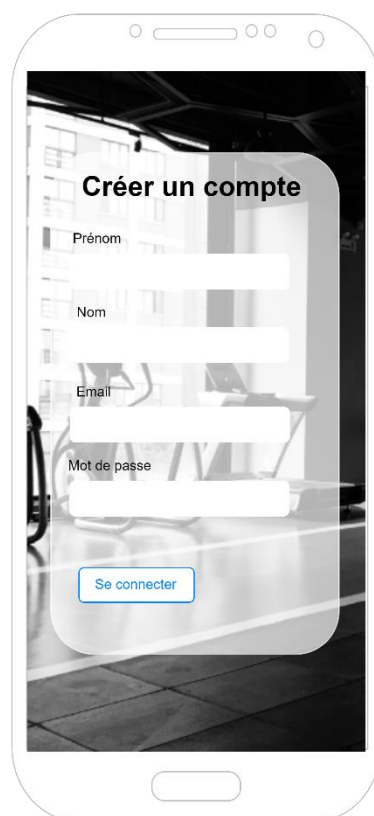 Créer un compte
Prénom
Nom
Email
Mot de passe
Se connecter